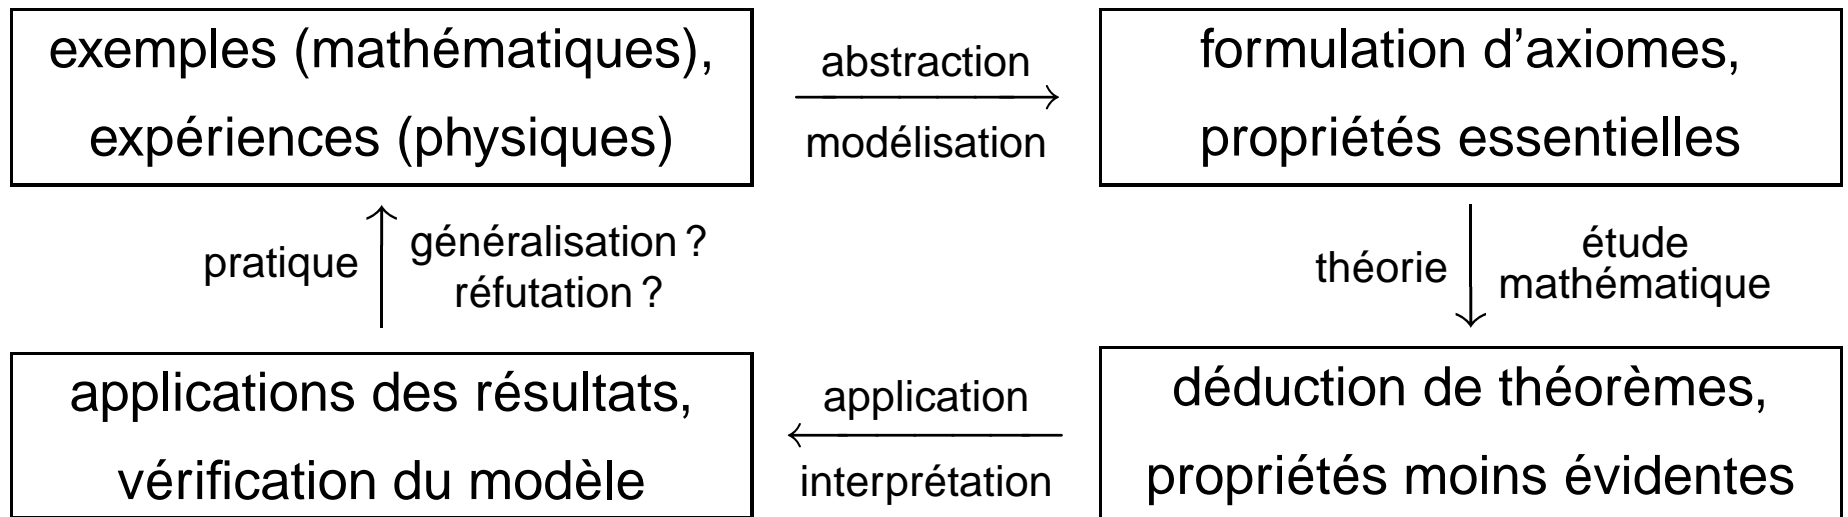 exemples (mathématiques),
expériences (physiques)
abstraction
modélisation
formulation d’axiomes,
propriétés essentielles
pratique
généralisation ?
réfutation ?
théorie
étude
mathématique
applications des résultats,
vérification du modèle
application
interprétation
déduction de théorèmes,
propriétés moins évidentes